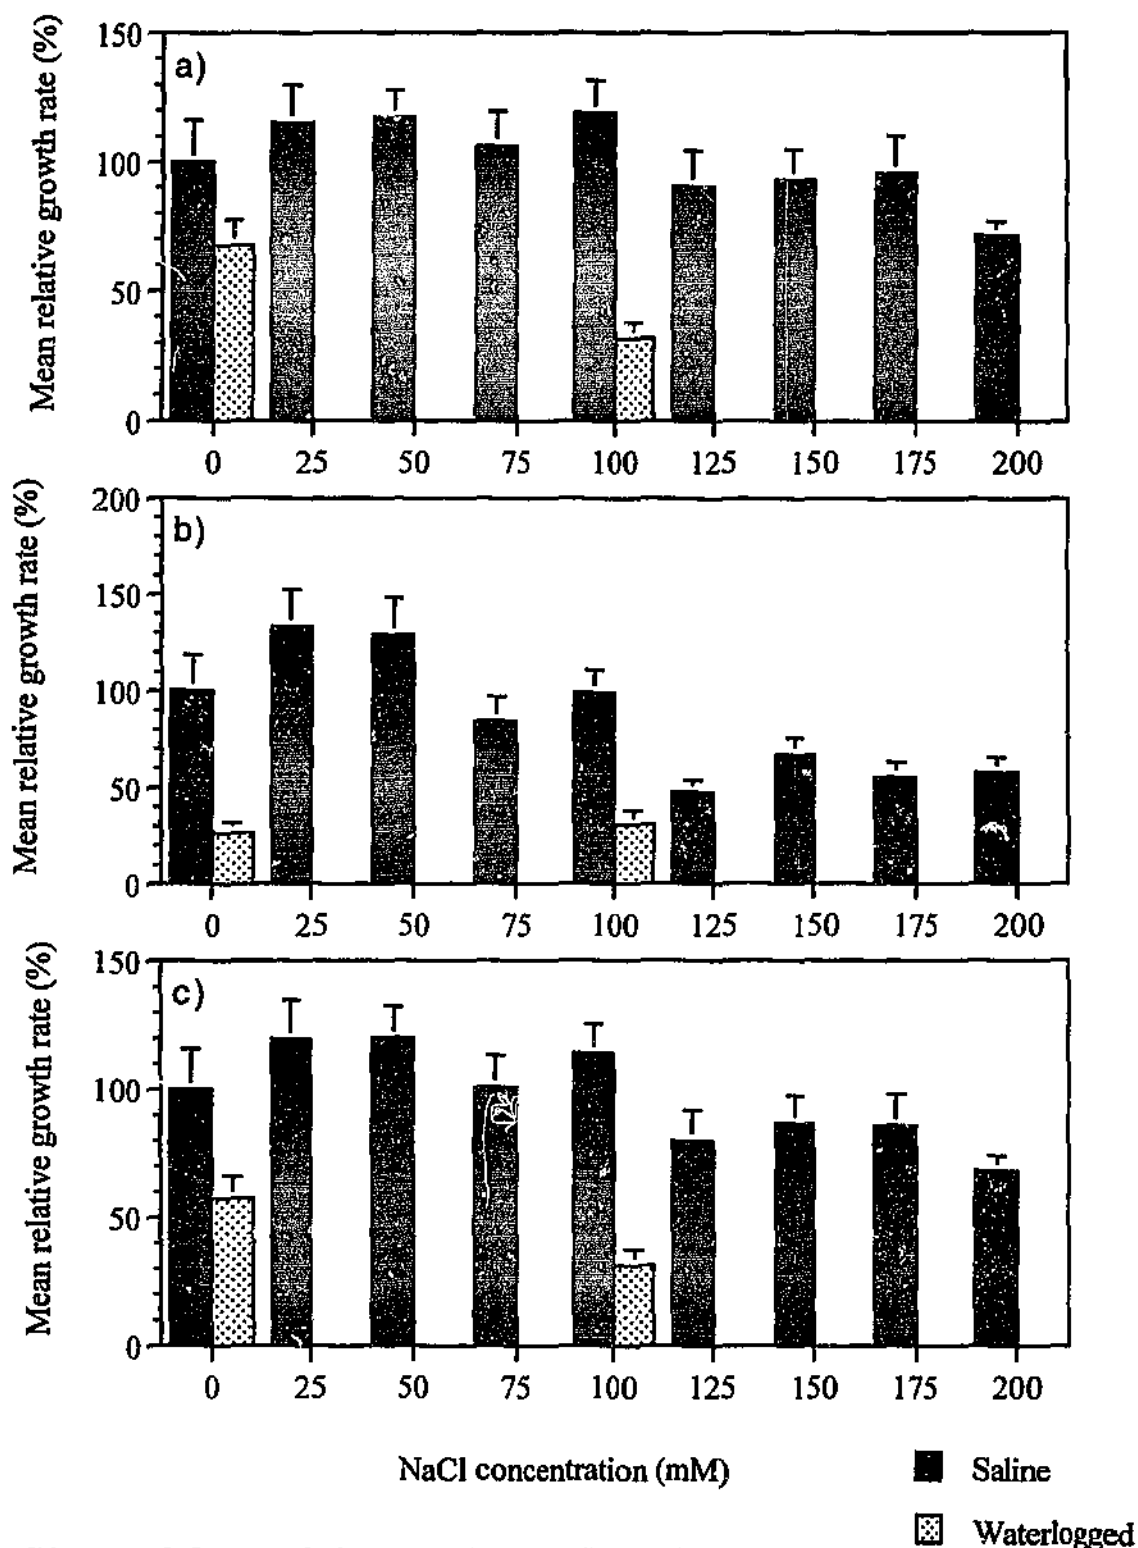 Mean relative growth rate (%)
a)
150
100
50
0
0 25 50 75 100 125 150 175 200
Mean relative growth rate (%)
b)
200
150
100
50
0
0 25 50 75 100 125 150 175 200
Mean relative growth rate (%)
c)
150
100
50
0
0 25 50 75 100 125 150 175 200
NaCl concentration (mM)
Saline
Waterlogged